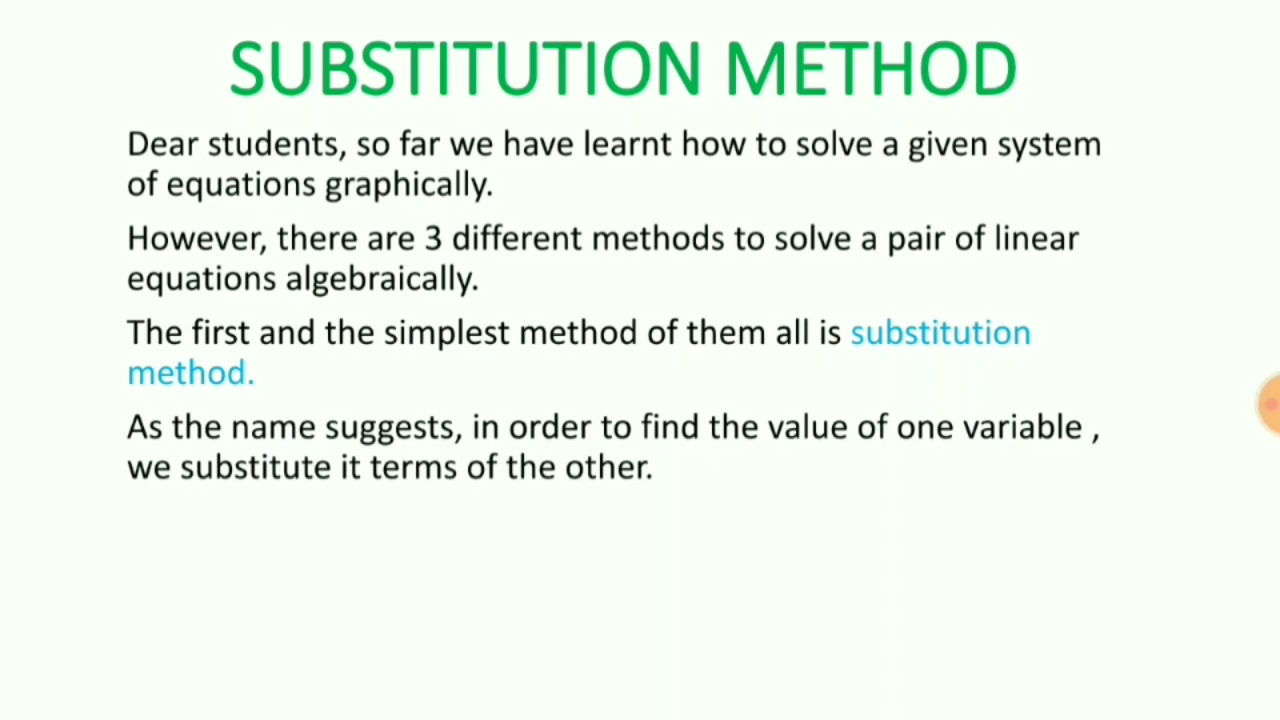 SUBSTITUTION METHOD
Dear students, so far we have learnt how to solve a given system
of equations graphically.
However, there are 3 different methods to solve a pair of linear
equations algebraically.
The first and the simplest method of them all is substitution
method.
As the name suggests, in order to find the value of one variable ,
we substitute it terms of the other.